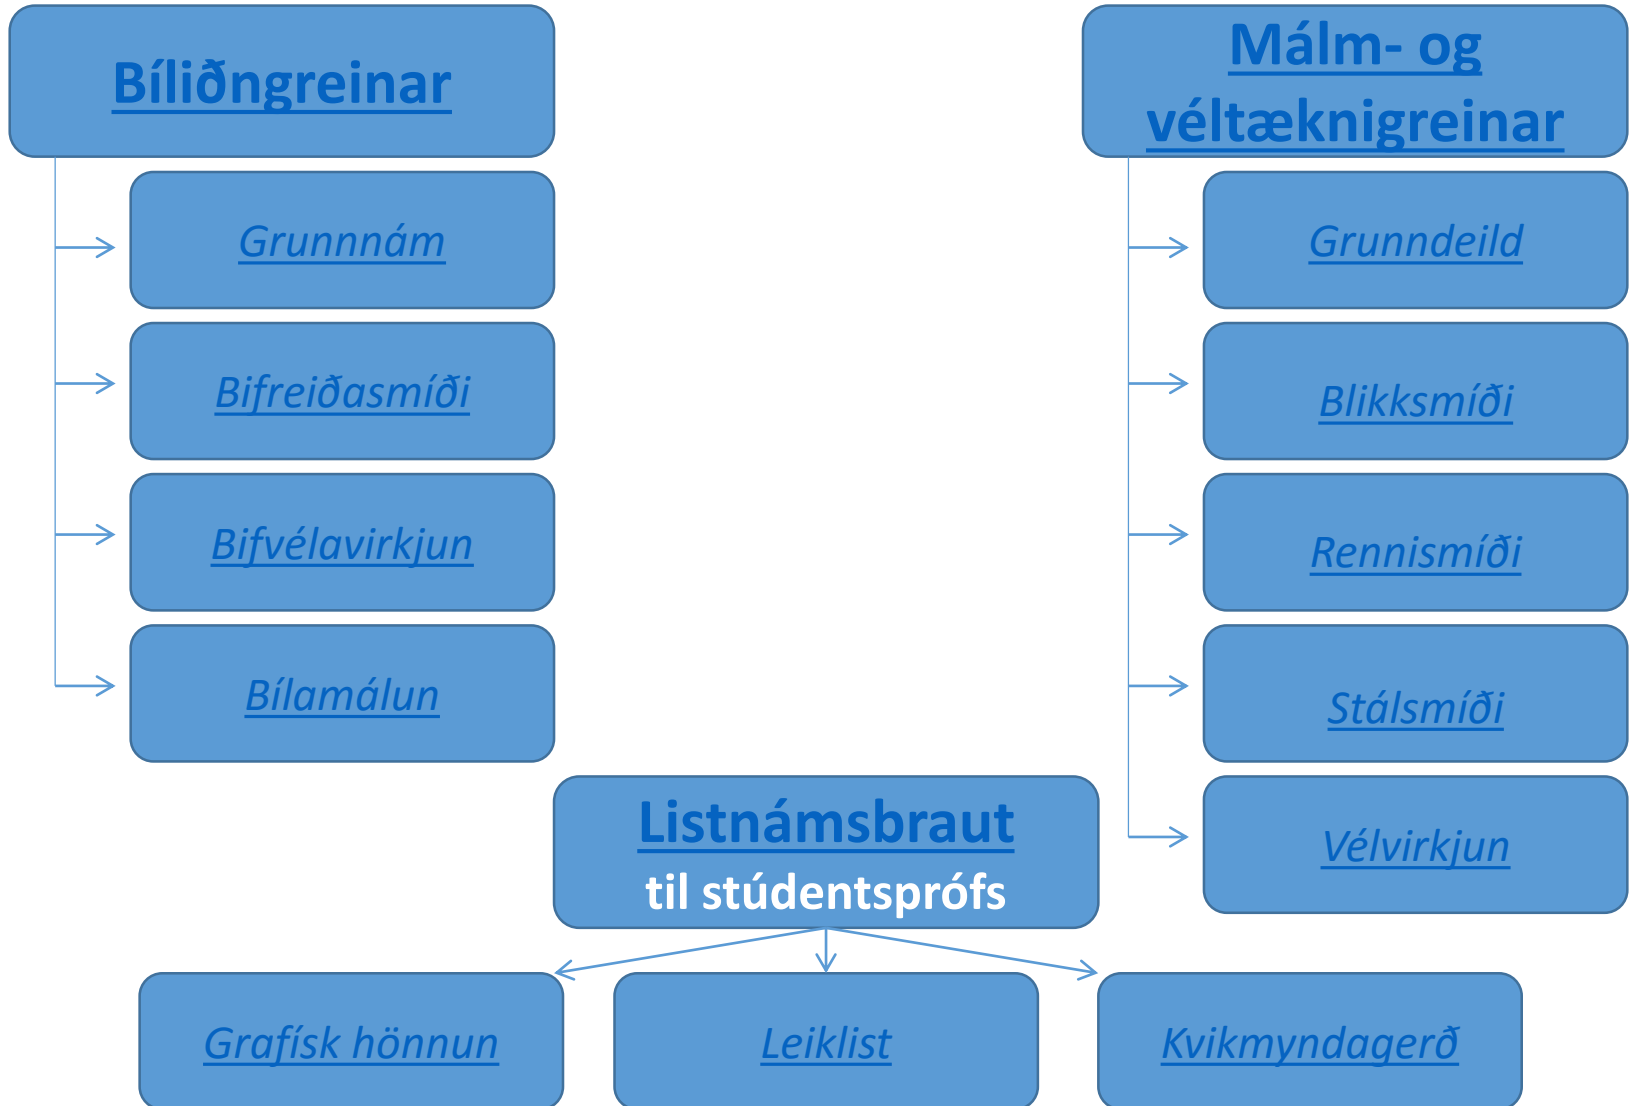 Bíliðngreinar
Grunnnám
Bifreiðasmíði
Bifvélavirkjun
Bílamálun
Málm- og
véltæknigreinar
Grunndeild
Blikksmíði
Rennismíði
Stálsmíði
Vélvirkjun
Listnámsbraut
til stúdentsprófs
Grafísk hönnun
Leiklist
Kvikmyndagerð